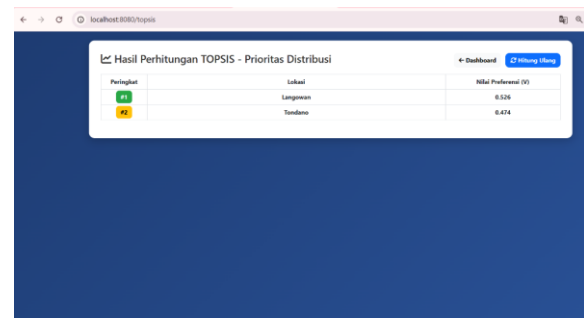 localhost:8080/topsis
Hasil Perhitungan TOPSIS - Prioritas Distribusi
← Dashboard
Hitung Ulang
Peringkat Lokasi Nilai Preferensi (V)
#1 Langowan 0.526
#2 Tondano 0.474